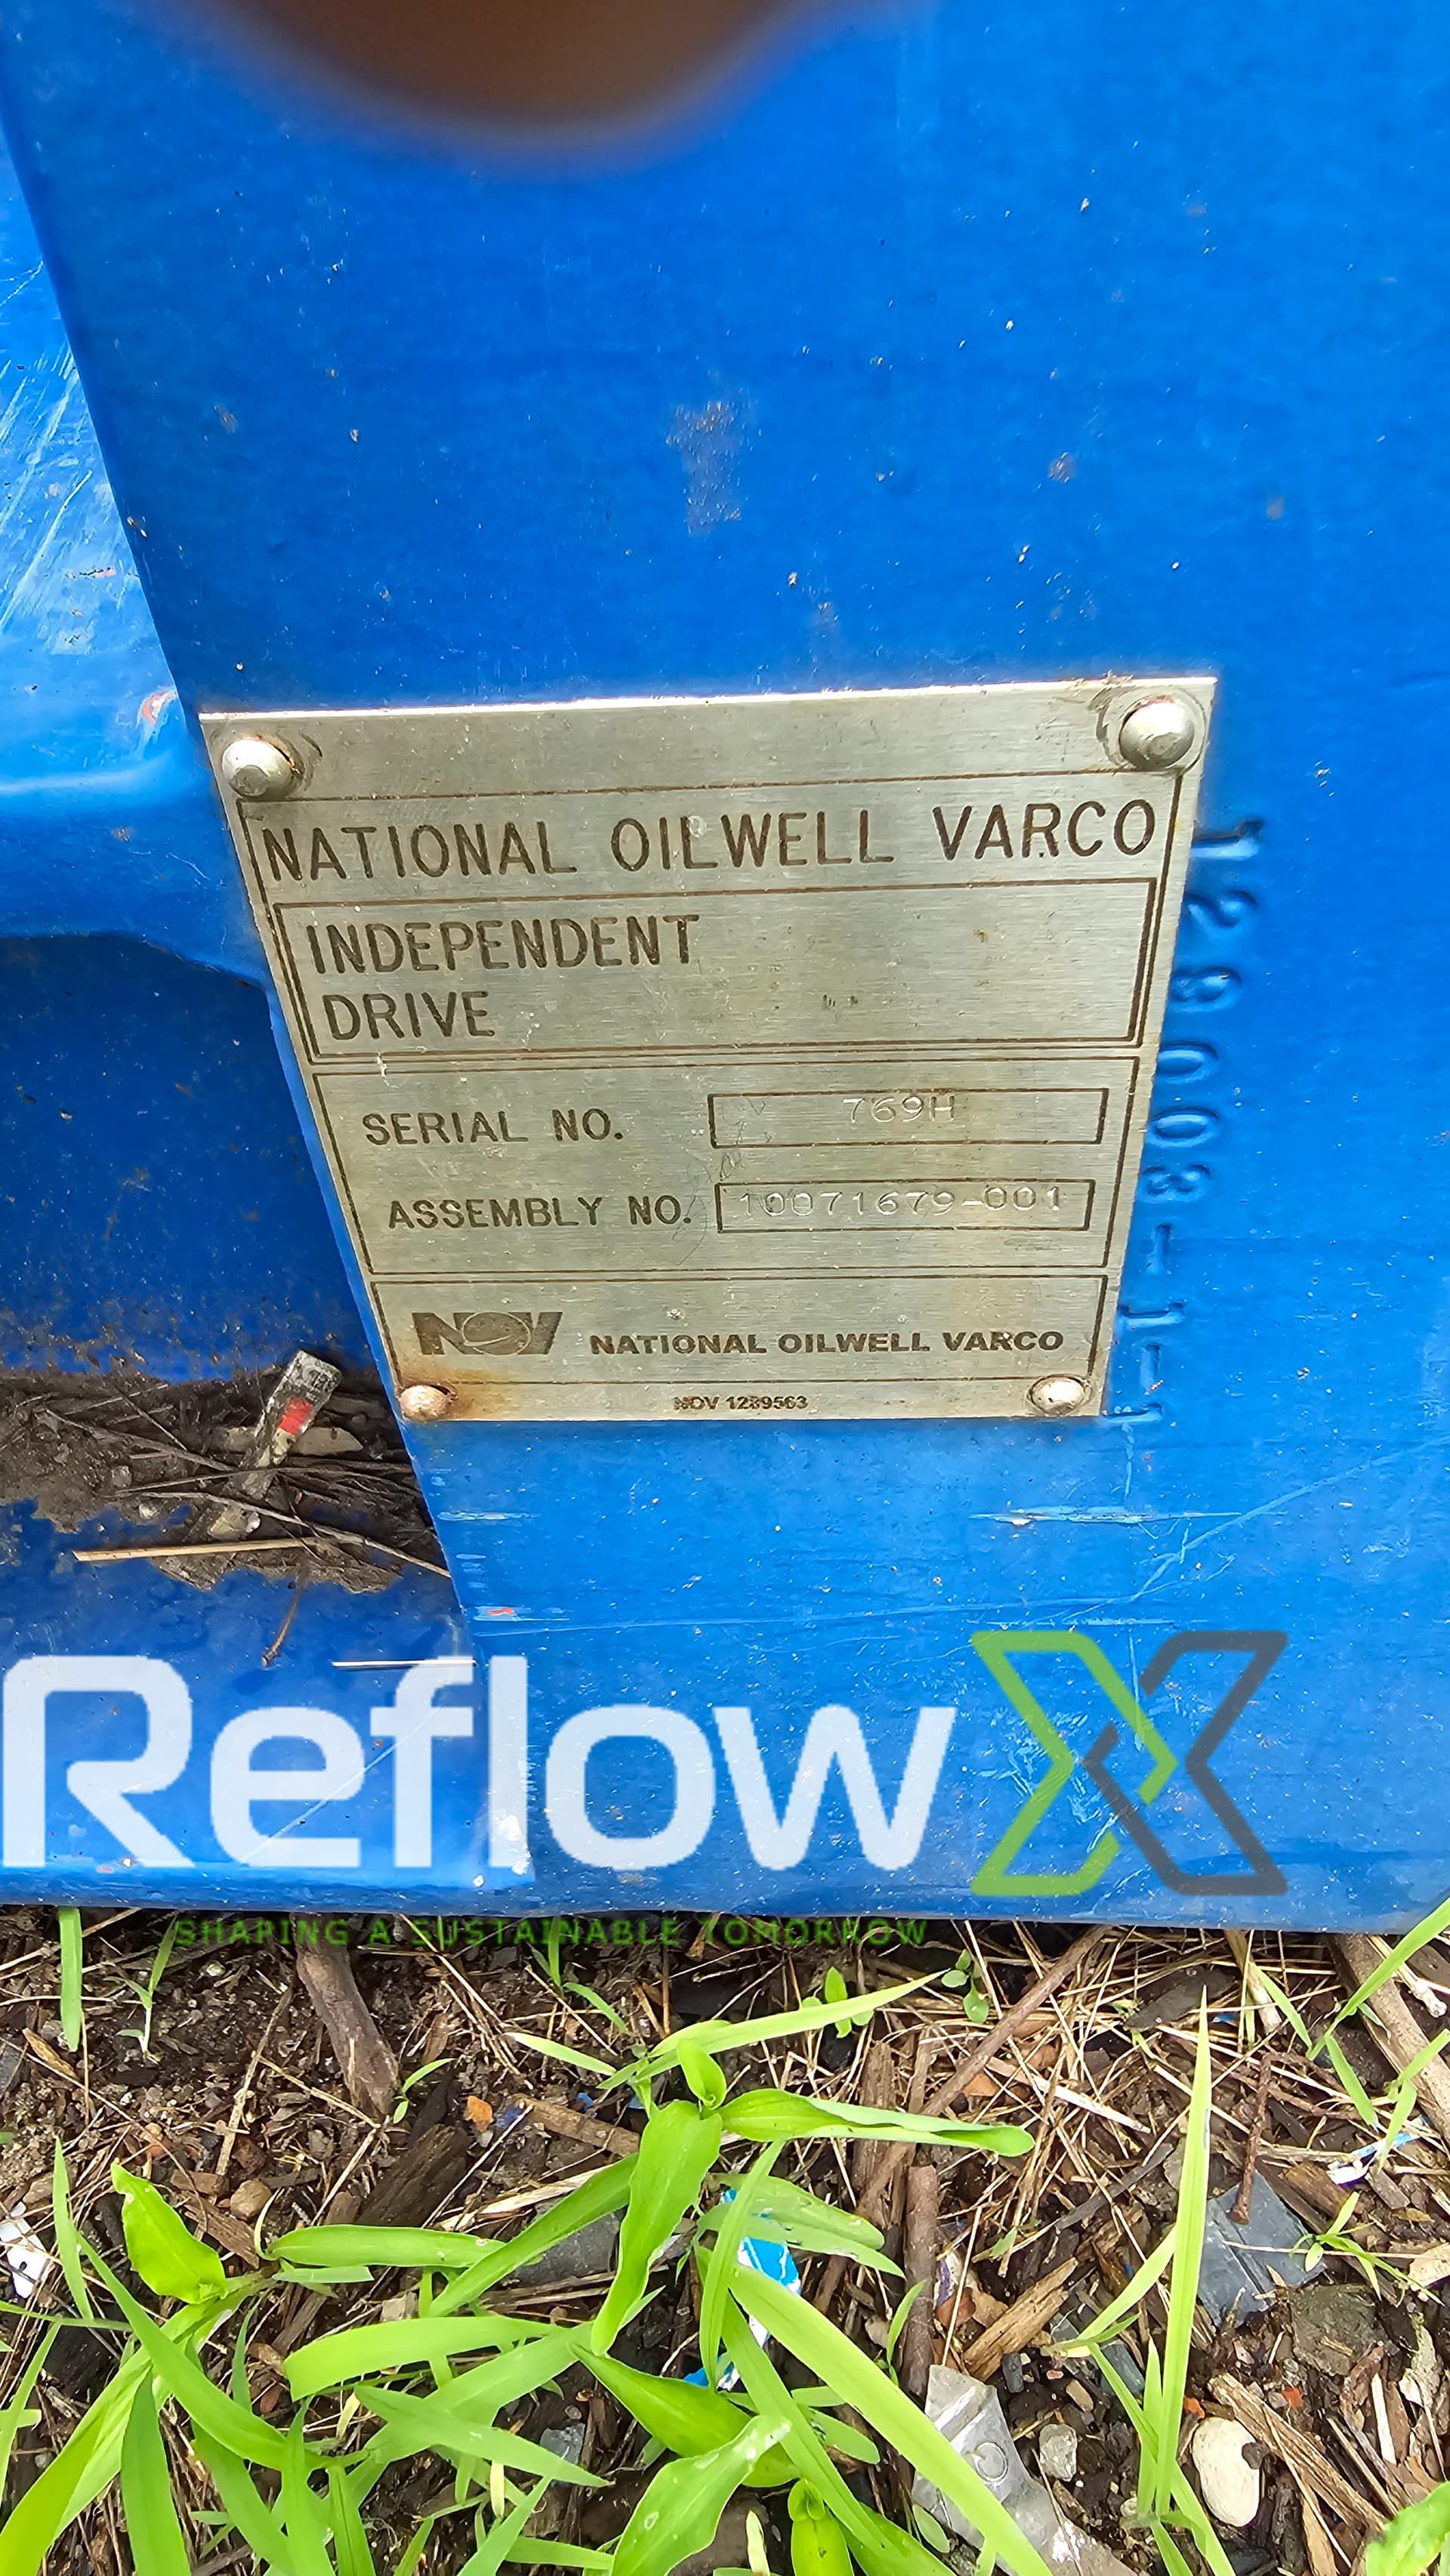 NATIONAL OILWELL VARCO
INDEPENDENT
DRIVE
SERIAL NO. 769H
ASSEMBLY NO. 10071679-001
NOV NATIONAL OILWELL VARCO
NOV 1289563
Reflow X
SHAPING A SUSTAINABLE TOMORROW